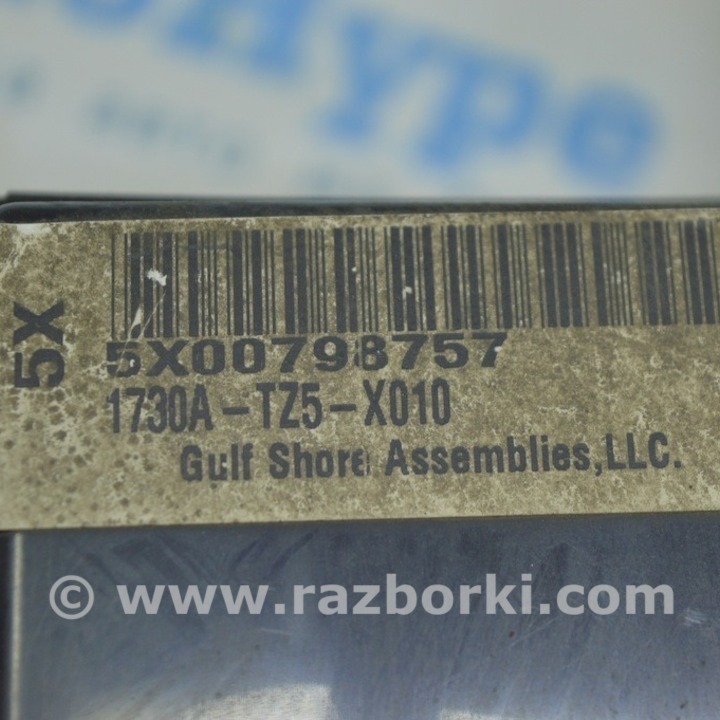 5X
5X00798757
1730A-TZ5-X010
Gulf Shore Assemblies,LLC.
© www.razborki.com